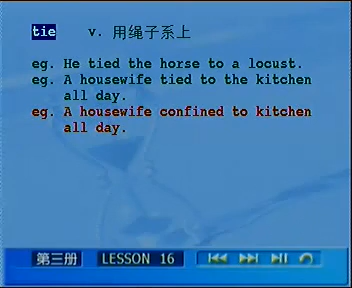 tie v. 用绳子系上
eg. He tied the horse to a locust.
eg. A housewife tied to the kitchen
all day.
eg. A housewife confined to kitchen
all day.
第三册 LESSON 16